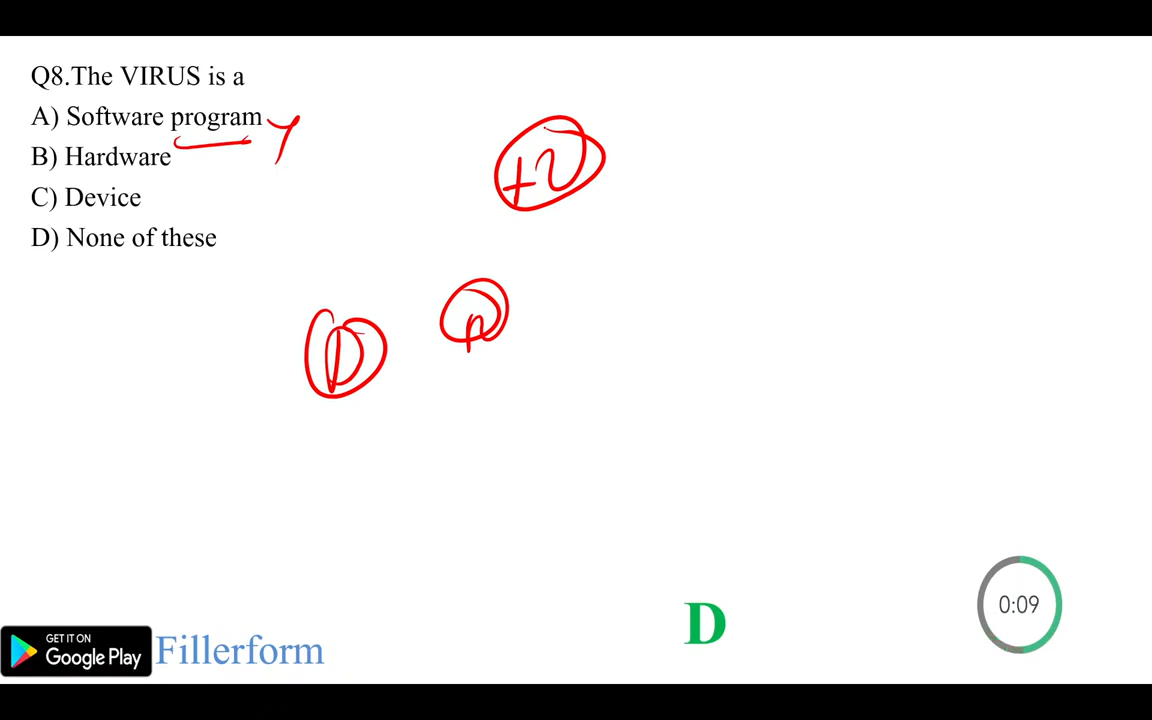 Q8.The VIRUS is a
A) Software program
B) Hardware
C) Device
D) None of these
+2
D
D
0:09
GET IT ON
Google Play
Fillerform